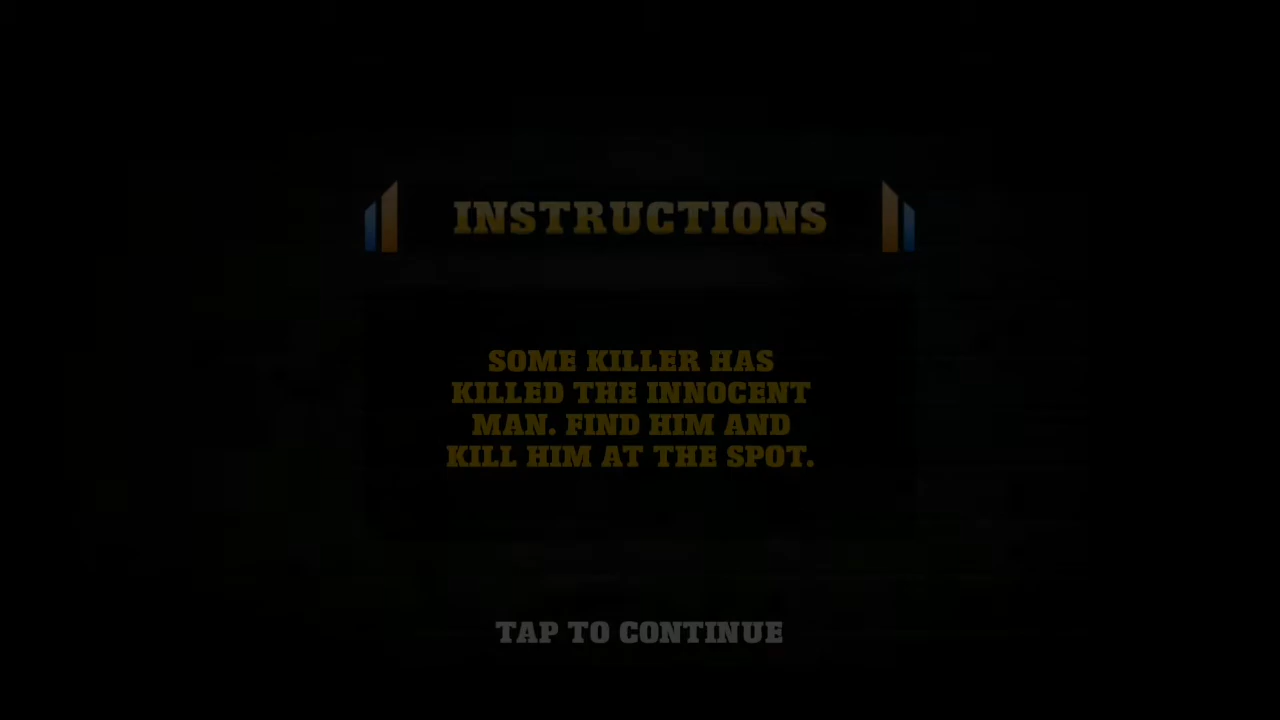 INSTRUCTIONS
SOME KILLER HAS
KILLED THE INNOCENT
MAN. FIND HIM AND
KILL HIM AT THE SPOT.
TAP TO CONTINUE